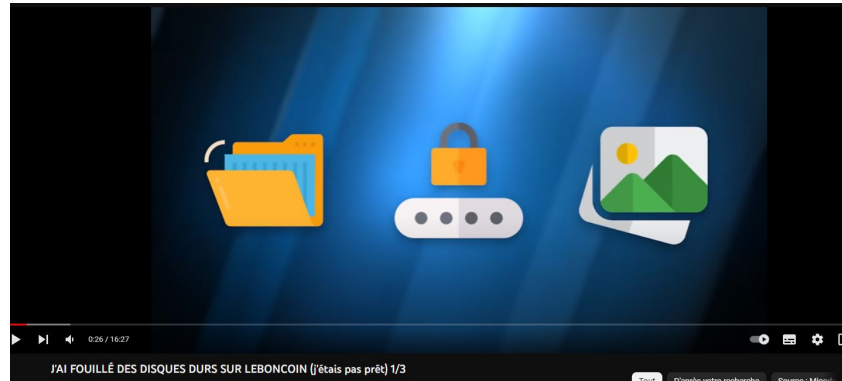 0:26 / 16:27
J'AI FOUILLÉ DES DISQUES DURS SUR LEBONCOIN (j'étais pas prêt) 1/3
Tout D'après votre recherche